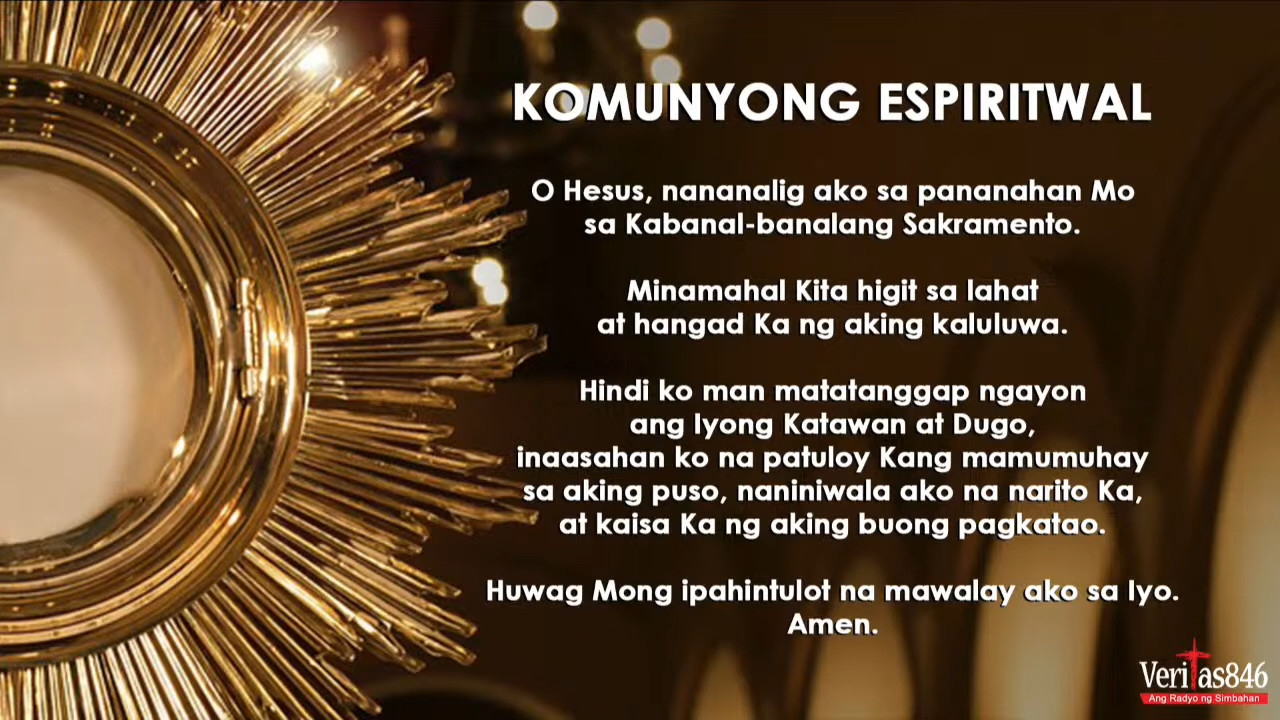 KOMUNYONG ESPIRITWAL
O Hesus, nananalig ako sa pananahan Mo
sa Kabanal-banalang Sakramento.
Minamahal Kita higit sa lahat
at hangad Ka ng aking kaluluwa.
Hindi ko man matatanggap ngayon
ang Iyong Katawan at Dugo,
inaasahan ko na patuloy Kang mamumuhay
sa aking puso, naniniwala ako na narito Ka,
at kaisa Ka ng aking buong pagkatao.
Huwag Mong ipahintulot na mawalay ako sa Iyo.
Amen.
Veritas846
Ang Radyo ng Simbahan